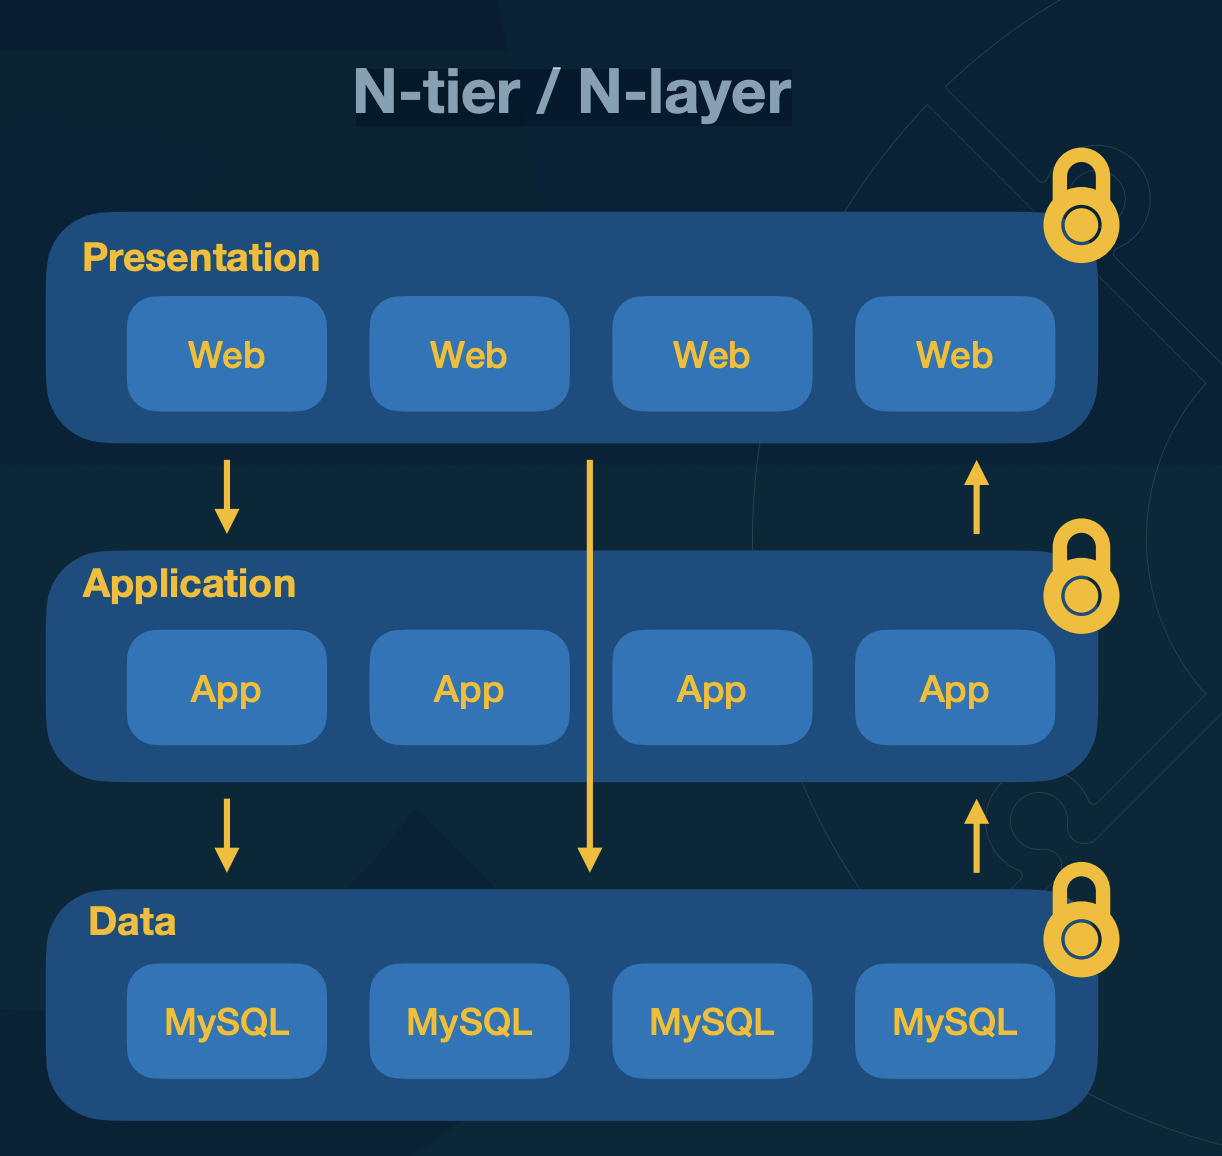 N-tier / N-layer
Presentation
Web Web Web Web
Application
App App App App
Data
MySQL MySQL MySQL MySQL